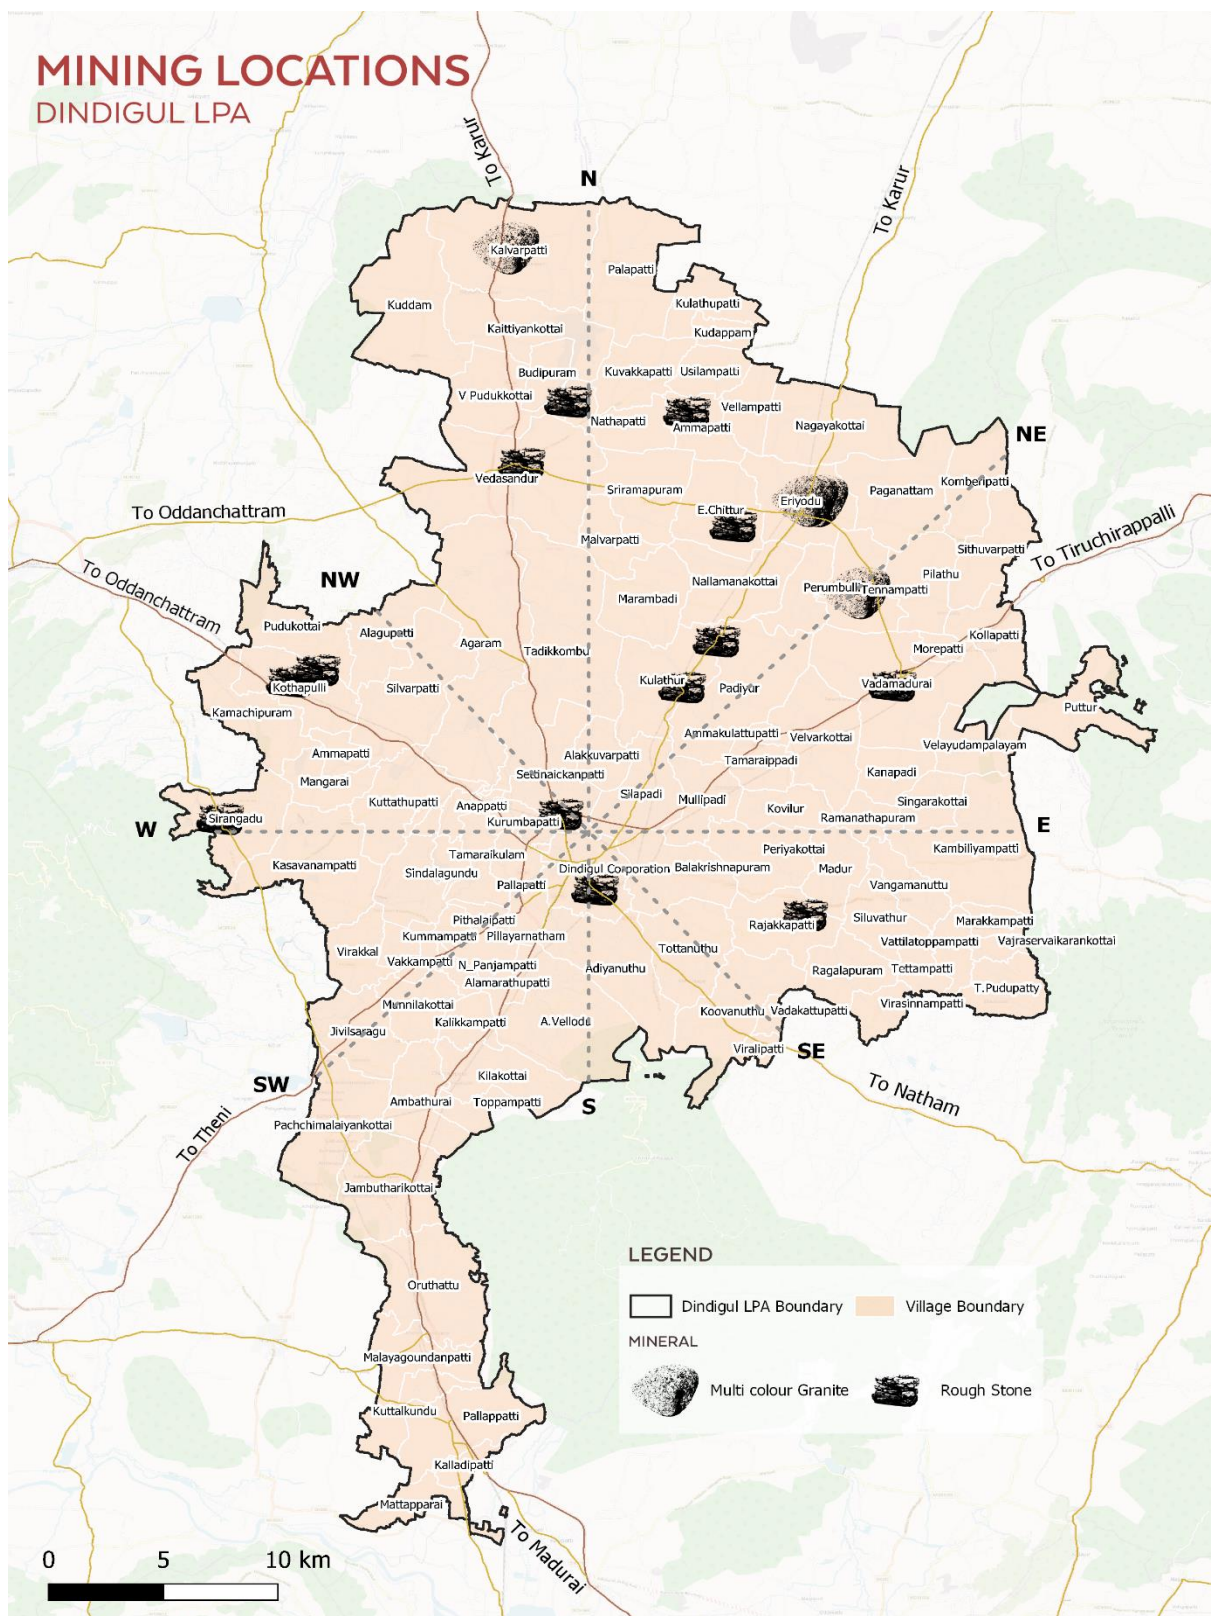 MINING LOCATIONS
DINDIGUL LPA
To Karur
To Karur
N
Kalvarpatti
Palapatti
Kuddam
Kulathupatti
Kaittiyankottai
Kudappam
Budipuram
Kuvakkapatti
Usilampatti
V Pudukkottai
Vellampatti
Nathapatti
Ammapatti
Nagayakottai
NE
Vedasandur
Sriramapuram
Eriyodu
Paganattam
Komberipatti
To Oddanchattram
E.Chittur
Malvarpatti
Sithuvarpatti
To Tiruchirappalli
To Oddanchattram
NW
Nallamanakottai
Perumbulli
Tennampatti
Pilathu
Marambadi
Pudukottai
Alagupatti
Agaram
Tadikkombu
Kollapatti
Morepatti
Kothapulli
Silvarpatti
Kulathur
Padiyur
Vadamadurai
Kamachipuram
Puttur
Ammakulattupatti
Velvarkottai
Velayudampalayam
Ammapatti
Alakkuvarpatti
Tamaraippadi
Mangarai
Settinaickanpatti
Kanapadi
Kuttathupatti
Anappatti
Silapadi
Mullipadi
Kovilur
Singarakottai
W
Sirangadu
Kurumbapatti
Ramanathapuram
E
Kasavanampatti
Tamaraikulam
Periyakottai
Kambiliyampatti
Sindalagundu
Dindigul Corporation
Balakrishnapuram
Madur
Pallapatti
Vangamanuttu
Pithalaipatti
Rajakkapatti
Siluvathur
Marakkampatti
Kummampatti
Pillayarnatham
Vattilatoppampatti
Vajraservaikarankottai
Virakkal
Vakkampatti
N_Panjampatti
Tottanuthu
Adiyanuthu
Ragalapuram
Tettampatti
Alamarathupatti
T.Pudupatty
Munnilakottai
Koovanuthu
Vadakattupatti
Virasinnampatti
Jivilsaragu
Kalikkampatti
A.Vellodu
Viralipatti
SE
SW
Kilakottai
To Natham
Ambathurai
Toppampatti
S
To Theni
Pachchimalaiyankottai
Jambutharikottai
Oruthattu
LEGEND
Dindigul LPA Boundary
Village Boundary
MINERAL
Malayagoundanpatti
Multi colour Granite
Rough Stone
Kuttalkundu
Pallappatti
Kalladipatti
Mattapparai
To Madurai
0 5 10 km